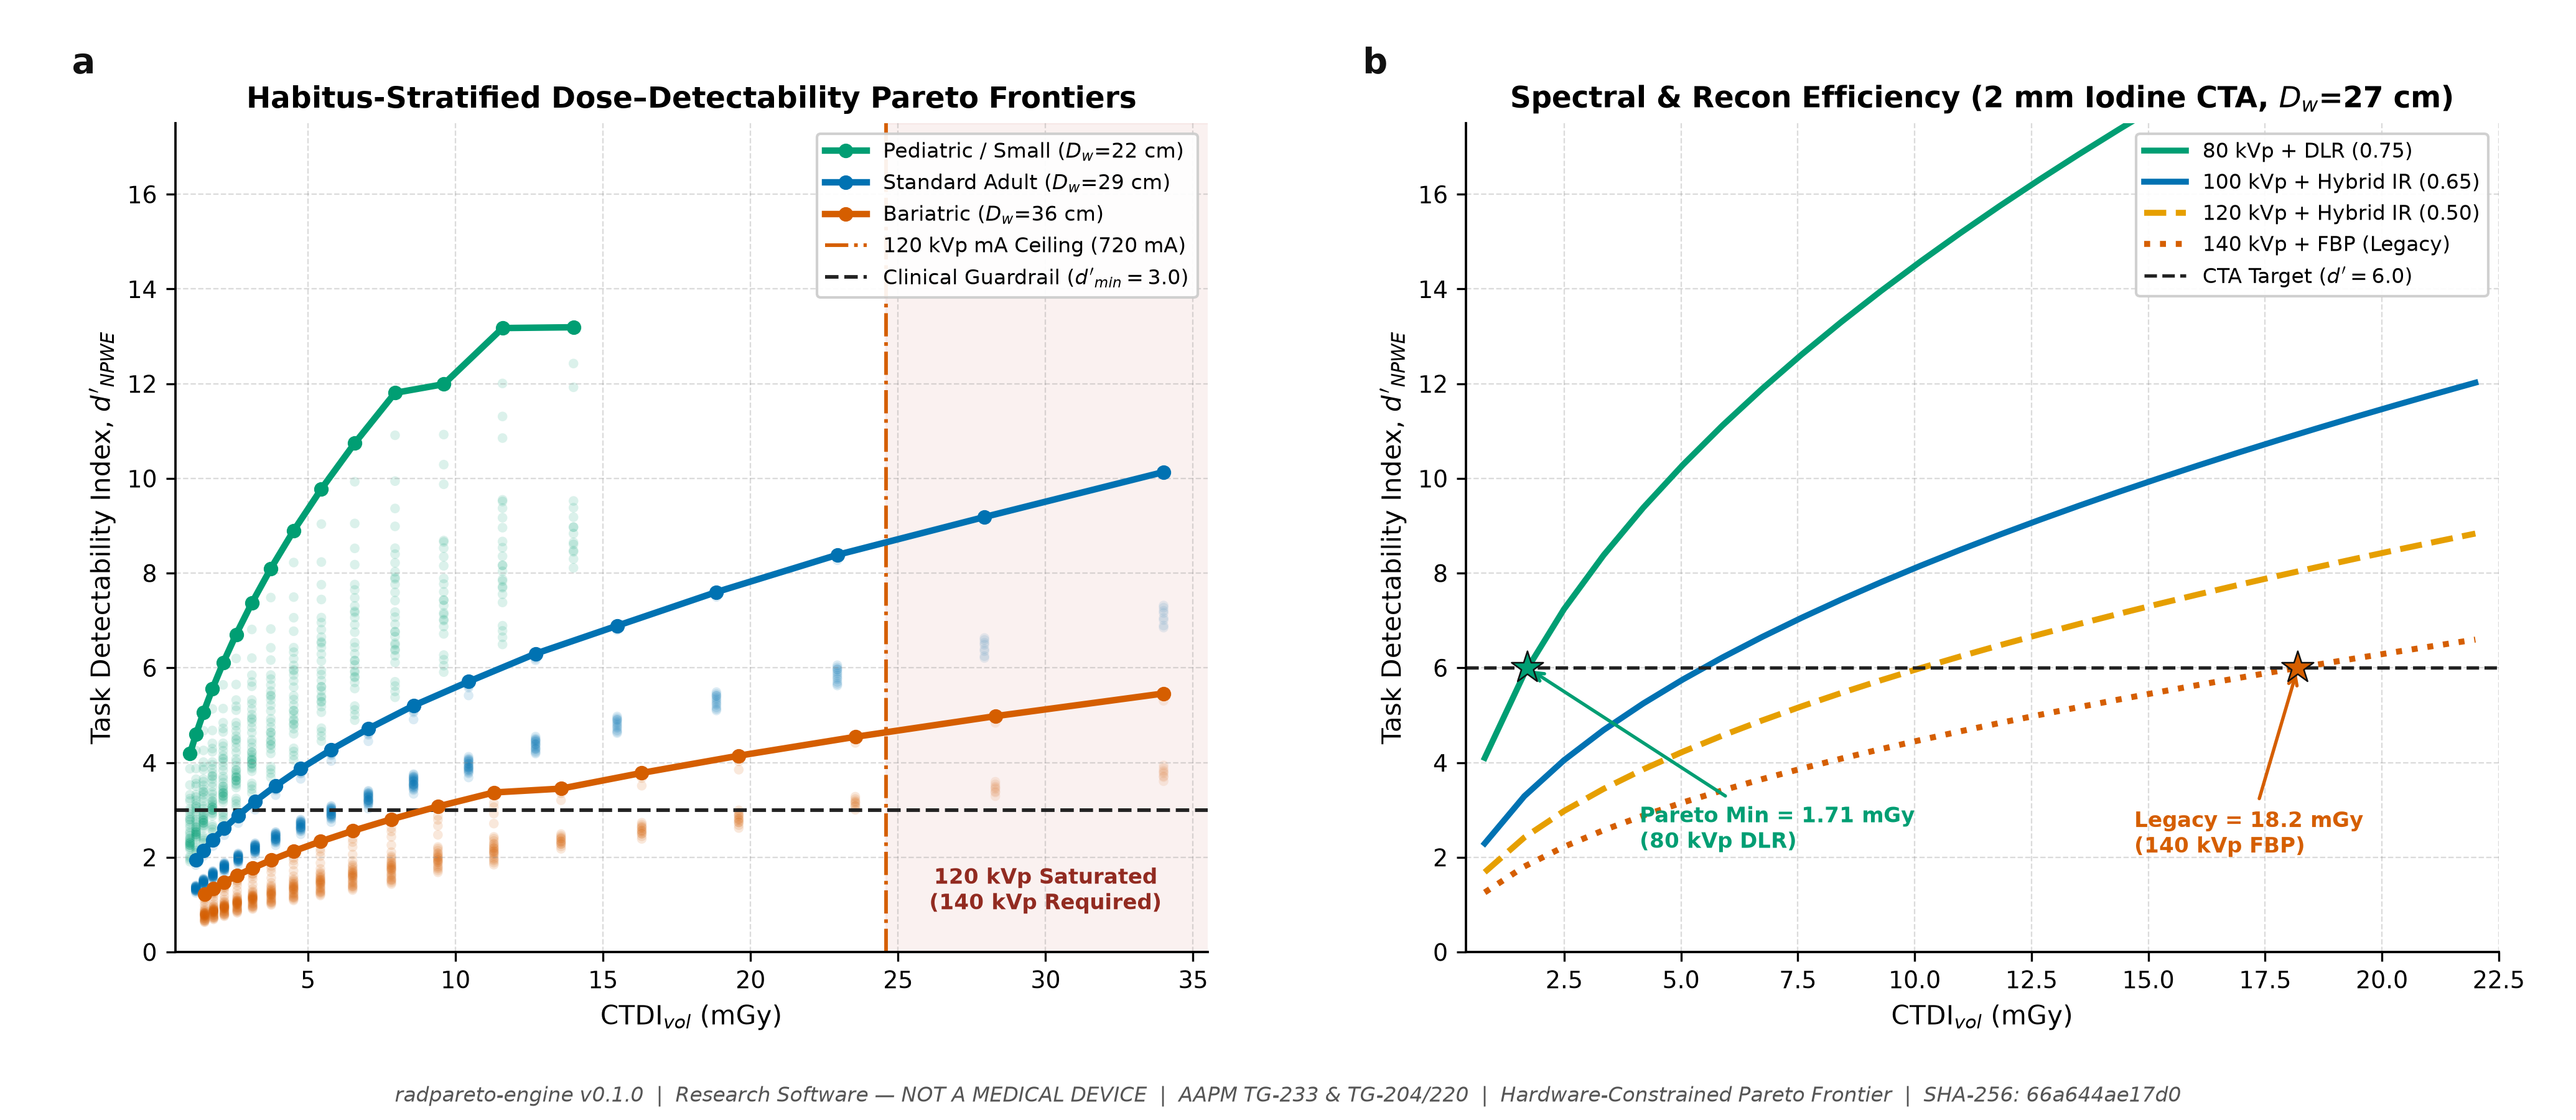 a
Habitus-Stratified Dose–Detectability Pareto Frontiers
Task Detectability Index, d′NPWE
16
14
12
10
8
6
4
2
0
Pediatric / Small (Dw=22 cm)
Standard Adult (Dw=29 cm)
Bariatric (Dw=36 cm)
120 kVp mA Ceiling (720 mA)
Clinical Guardrail (d′min = 3.0)
120 kVp Saturated
(140 kVp Required)
5 10 15 20 25 30 35
CTDIvol (mGy)
b
Spectral & Recon Efficiency (2 mm Iodine CTA, Dw=27 cm)
Task Detectability Index, d′NPWE
16
14
12
10
8
6
4
2
0
80 kVp + DLR (0.75)
100 kVp + Hybrid IR (0.65)
120 kVp + Hybrid IR (0.50)
140 kVp + FBP (Legacy)
CTA Target (d′ = 6.0)
Pareto Min = 1.71 mGy
(80 kVp DLR)
Legacy = 18.2 mGy
(140 kVp FBP)
2.5 5.0 7.5 10.0 12.5 15.0 17.5 20.0 22.5
CTDIvol (mGy)
radpareto-engine v0.1.0 | Research Software — NOT A MEDICAL DEVICE | AAPM TG-233 & TG-204/220 | Hardware-Constrained Pareto Frontier | SHA-256: 66a644ae17d0